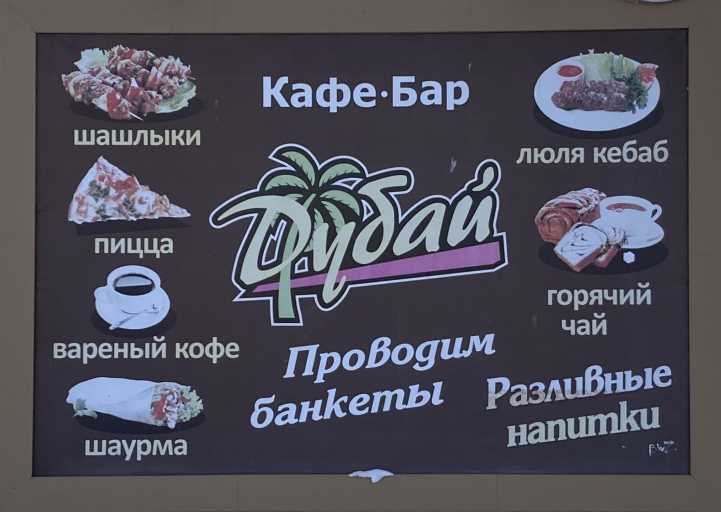 Кафе·Бар
Дубай
шашлыки
пицца
вареный кофе
шаурма
люля кебаб
горячий
чай
Проводим
банкеты
Разливные
напитки